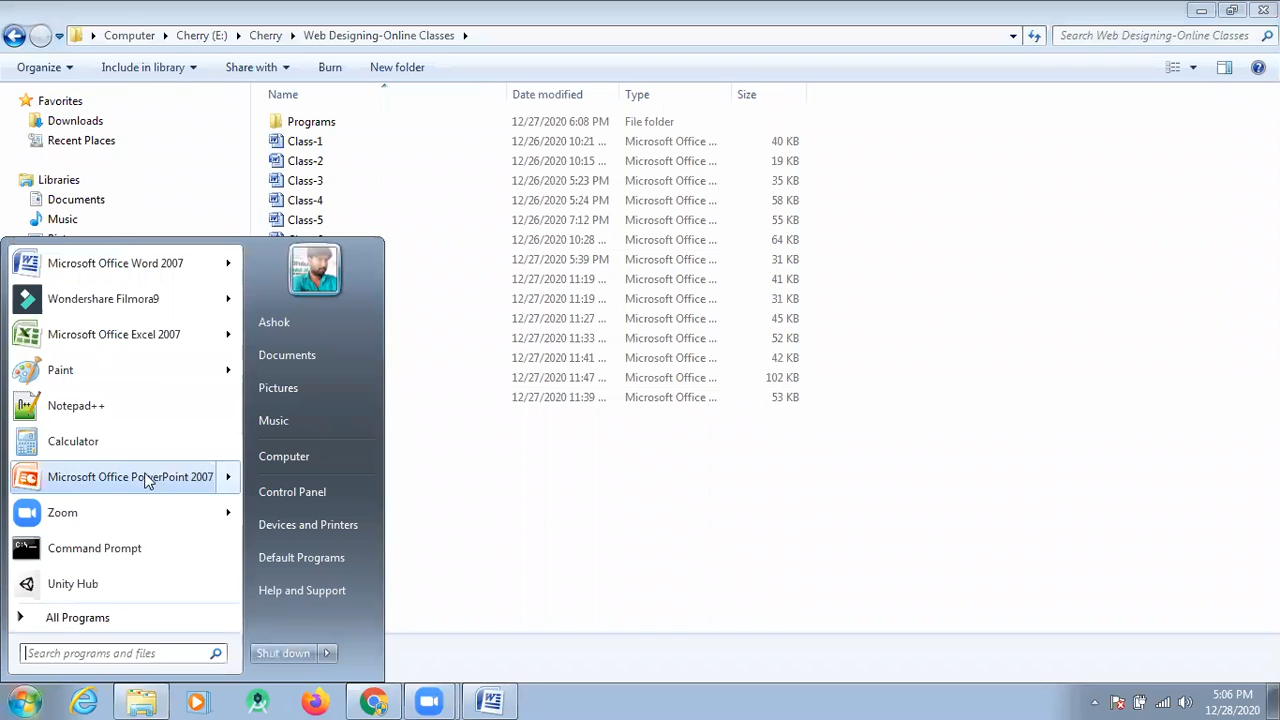 Computer Cherry (E:) Cherry Web Designing-Online Classes Search Web Designing-Online Classes
Organize Include in library Share with Burn New folder
Name Date modified Type Size
Favorites
Downloads
Recent Places
Libraries
Documents
Music
Programs 12/27/2020 6:08 PM File folder
Class-1 12/26/2020 10:21 ... Microsoft Office ... 40 KB
Class-2 12/26/2020 10:15 ... Microsoft Office ... 19 KB
Class-3 12/26/2020 5:23 PM Microsoft Office ... 35 KB
Class-4 12/26/2020 5:24 PM Microsoft Office ... 58 KB
Class-5 12/26/2020 7:12 PM Microsoft Office ... 55 KB
12/26/2020 10:28 ... Microsoft Office ... 64 KB
12/27/2020 5:39 PM Microsoft Office ... 31 KB
12/27/2020 11:19 ... Microsoft Office ... 41 KB
12/27/2020 11:19 ... Microsoft Office ... 31 KB
12/27/2020 11:27 ... Microsoft Office ... 45 KB
12/27/2020 11:33 ... Microsoft Office ... 52 KB
12/27/2020 11:41 ... Microsoft Office ... 42 KB
12/27/2020 11:47 ... Microsoft Office ... 102 KB
12/27/2020 11:39 ... Microsoft Office ... 53 KB
Microsoft Office Word 2007
Wondershare Filmora9
Microsoft Office Excel 2007
Paint
Notepad++
Calculator
Microsoft Office PowerPoint 2007
Zoom
Command Prompt
Unity Hub
All Programs
Search programs and files
Ashok
Documents
Pictures
Music
Computer
Control Panel
Devices and Printers
Default Programs
Help and Support
Shut down
5:06 PM
12/28/2020